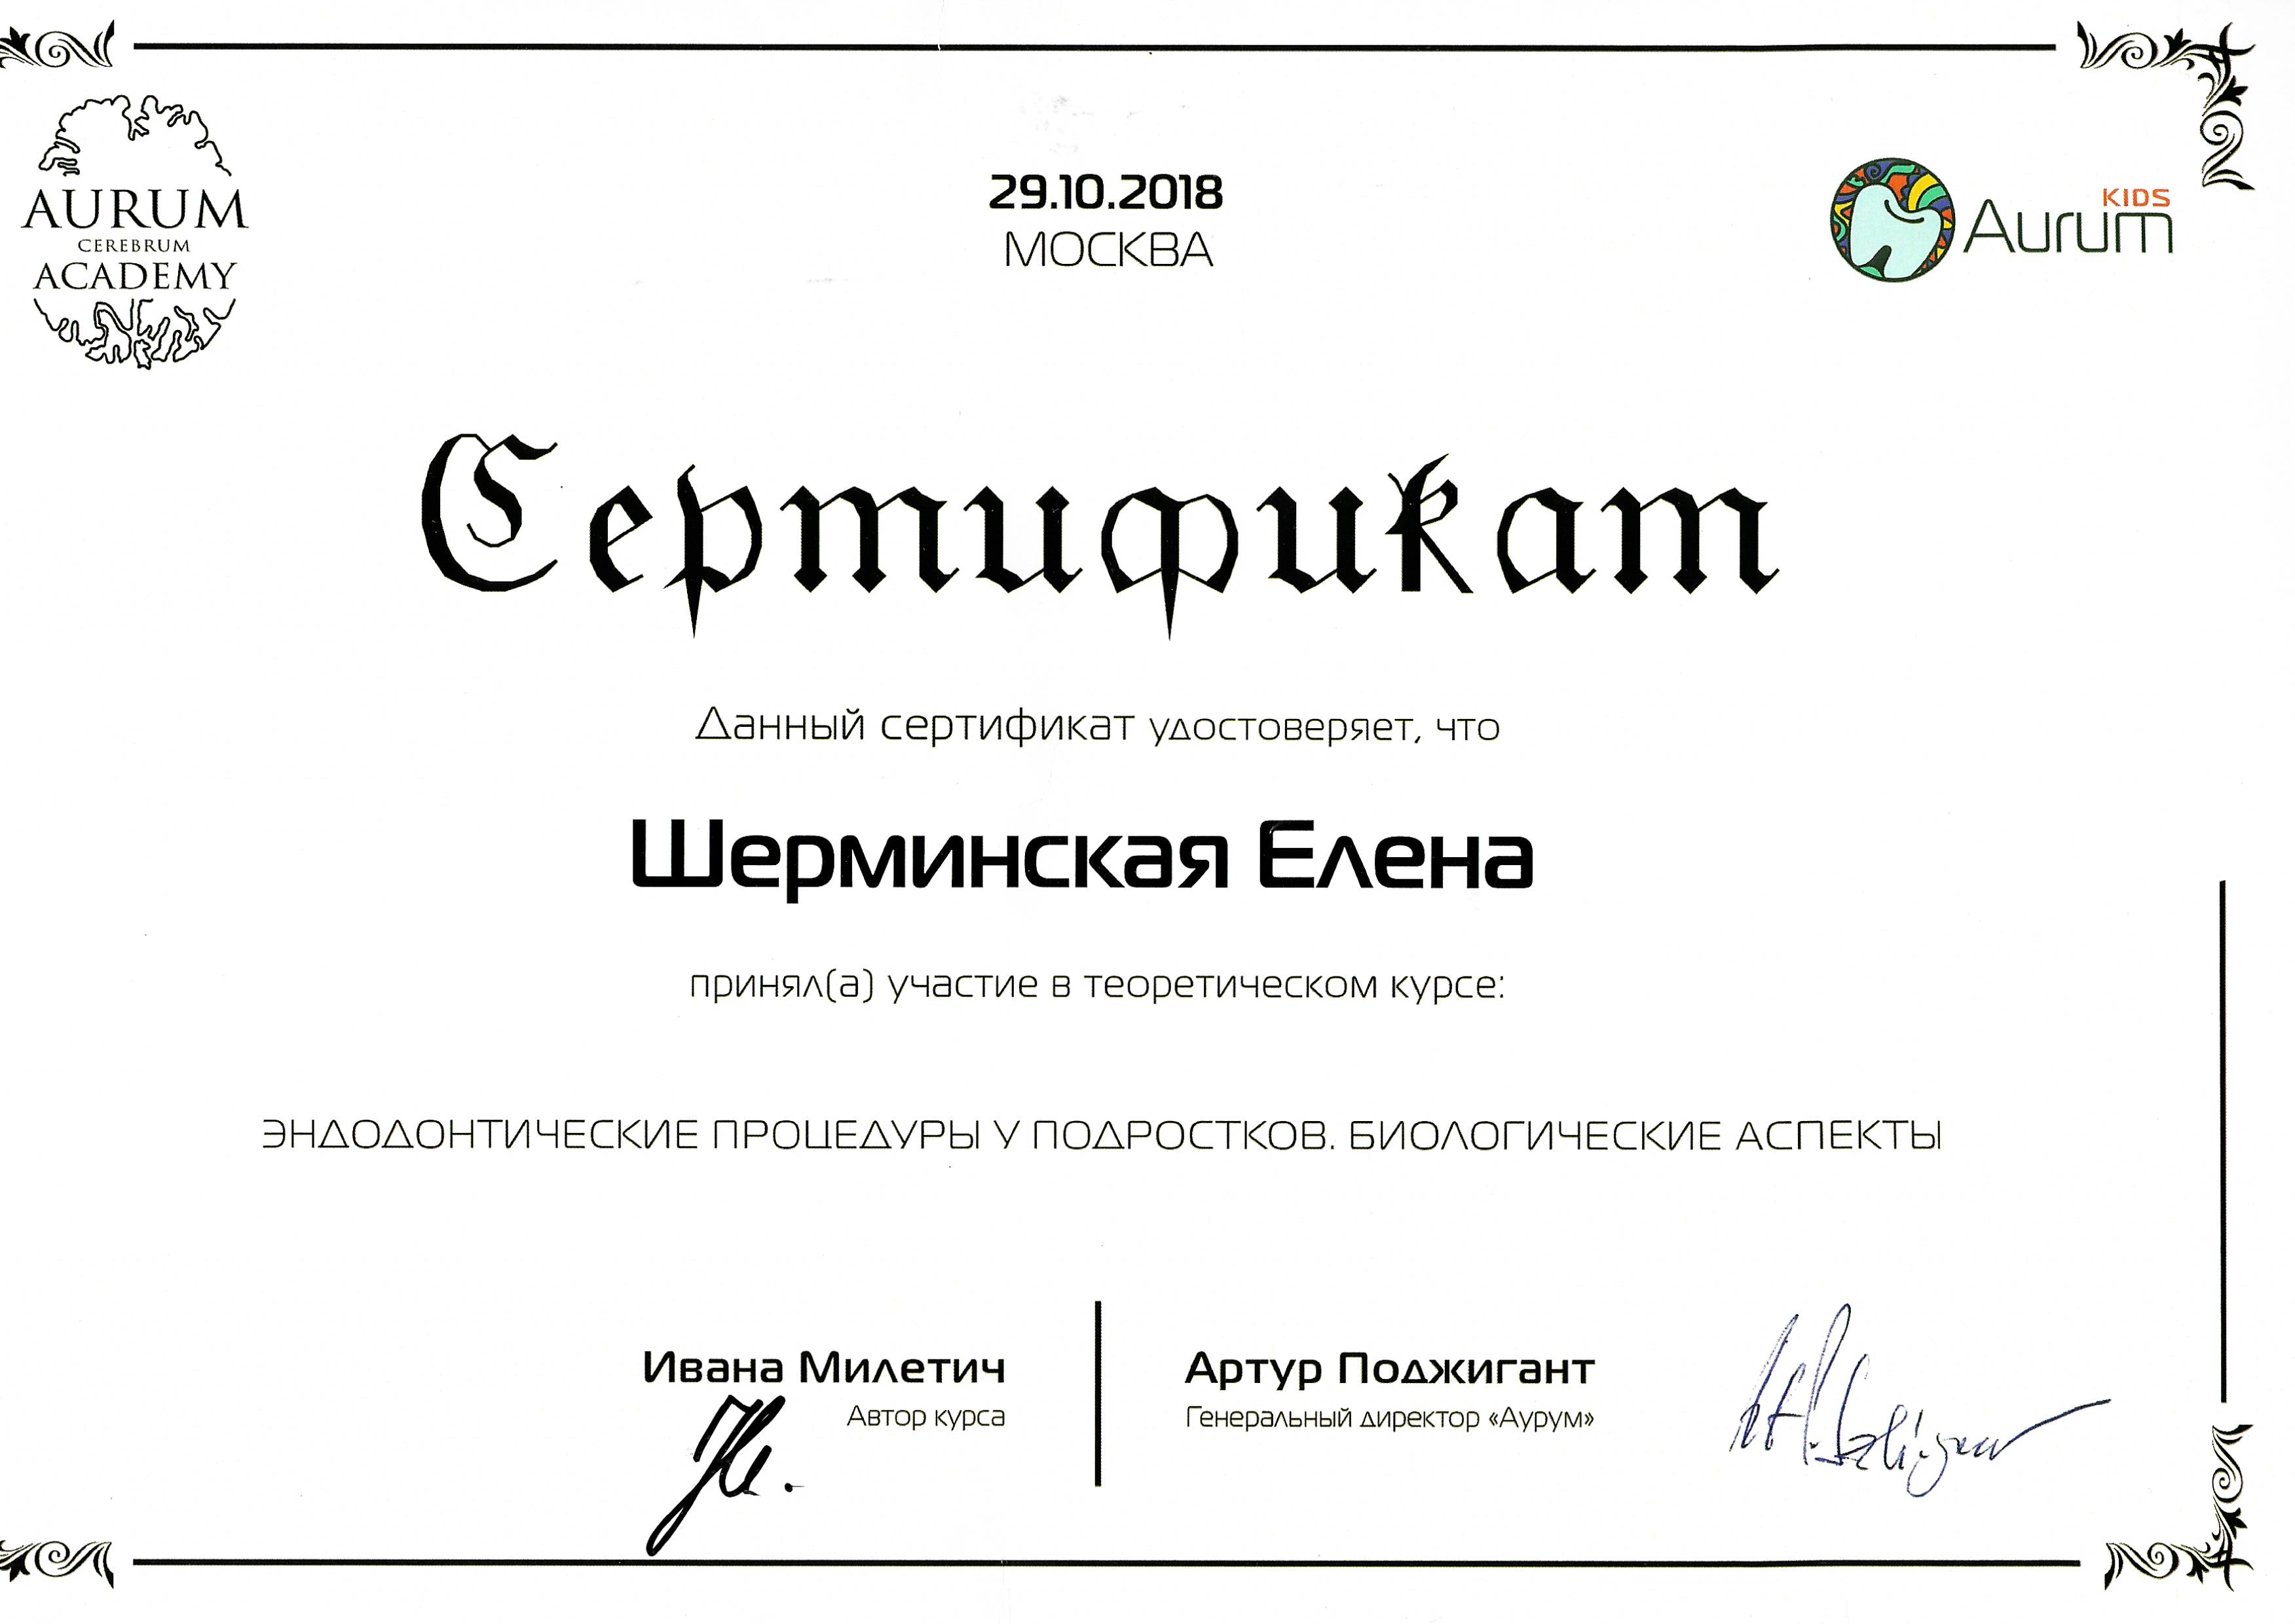 AURUM
CEREBRUM
ACADEMY
29.10.2018
МОСКВА
KIDS
Aurum
Сертификат
Данный сертификат удостоверяет, что
Шерминская Елена
принял(а) участие в теоретическом курсе:
ЭНДОДОНТИЧЕСКИЕ ПРОЦЕДУРЫ У ПОДРОСТКОВ. БИОЛОГИЧЕСКИЕ АСПЕКТЫ
Ивана Милетич
Автор курса
Артур Поджигант
Генеральный директор «Аурум»